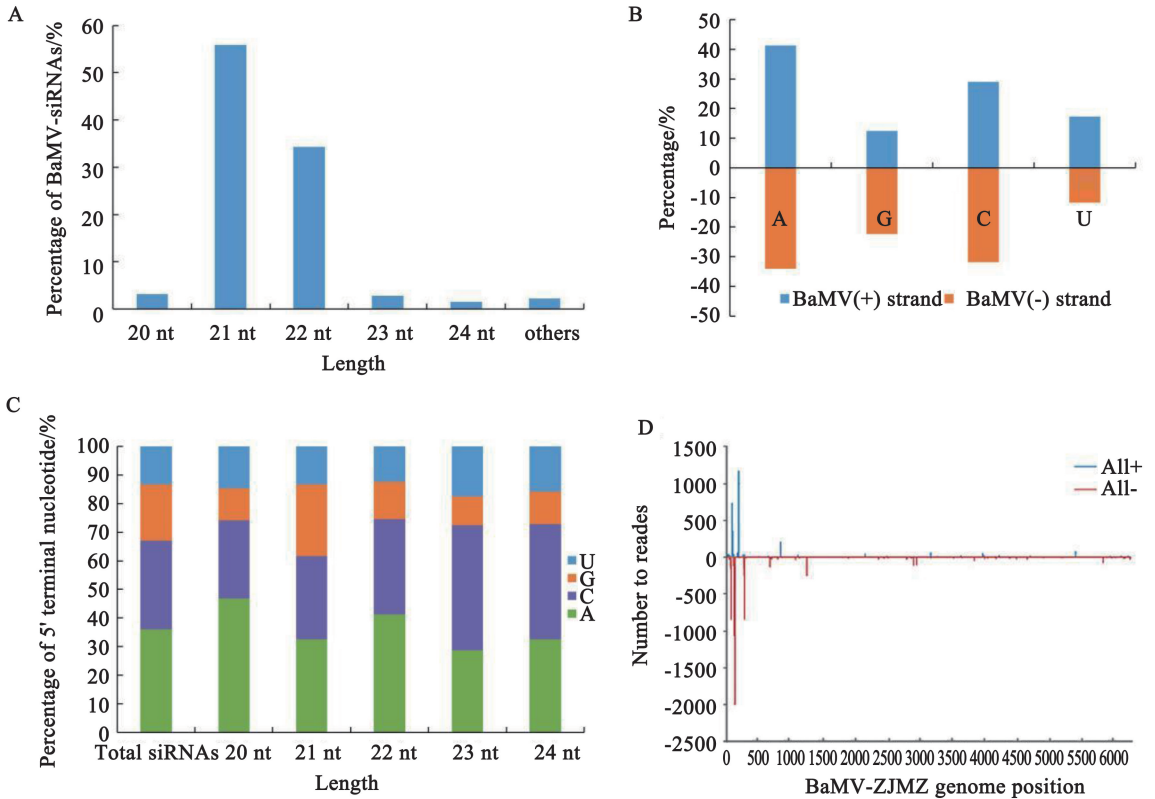 A
Percentage of BaMV-siRNAs/%
60
50
40
30
20
10
0
20 nt 21 nt 22 nt 23 nt 24 nt others
Length
B
Percentage/%
50
40
30
20
10
0
-10
-20
-30
-40
-50
A G C U
BaMV(+) strand BaMV(-) strand
C
Percentage of 5' terminal nucleotide/%
100
90
80
70
60
50
40
30
20
10
0
U
G
C
A
Total siRNAs 20 nt 21 nt 22 nt 23 nt 24 nt
Length
D
Number to reades
1500
1000
500
0
-500
-1000
-1500
-2000
-2500
All+
All-
0 500 1000 1500 2000 2500 3000 3500 4000 4500 5000 5500 6000
BaMV-ZJMZ genome position